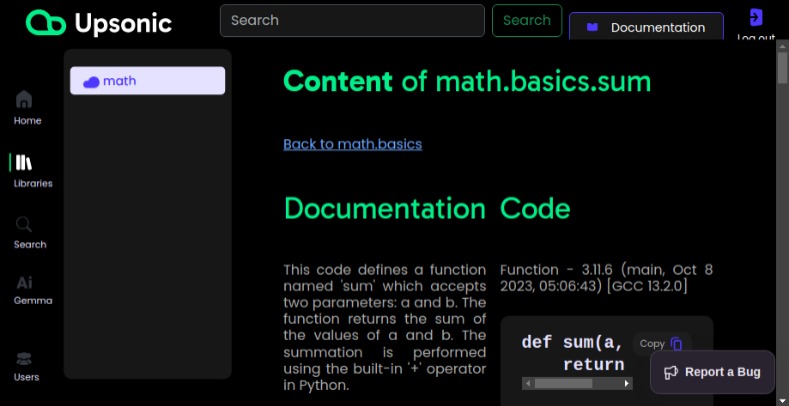 Upsonic
Search
Search
Documentation
Log out
math
Home
Libraries
Search
Ai
Gemma
Users
Content of math.basics.sum
Back to math.basics
Documentation
This code defines a function
named 'sum' which accepts
two parameters: a and b. The
function returns the sum of
the values of a and b. The
summation is performed
using the built-in '+' operator
in Python.
Code
Function - 3.11.6 (main, Oct 8
2023, 05:06:43) [GCC 13.2.0]
def sum(a,
return
Copy
Report a Bug